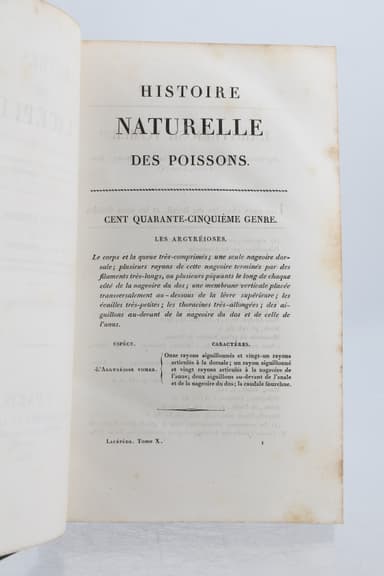 HISTOIRE
NATURELLE
DES POISSONS.
CENT QUARANTE-CINQUIÈME GENRE.
LES ARGYRÉIOSES.
Le corps et la queue très-comprimés; une seule nageoire dor-
sale; plusieurs rayons de cette nageoire terminés par des
filaments très-longs, ou plusieurs piquants le long de chaque
côté de la nageoire du dos; une membrane verticale placée
transversalement au-dessous de la lèvre supérieure; les
écailles très-petites; les thoracines très-allongées; des ai-
guillons au-devant de la nageoire du dos et de celle de
l'anus.
ESPÈCE. CARACTÈRES.
Onze rayons aiguillonnés et vingt-un rayons
articulés à la dorsale; un rayon aiguillonné
L'ARGYRÉIOSE VOMER. et vingt rayons articulés à la nageoire de
l'anus; deux aiguillons au-devant de l'anale
et de la nageoire du dos; la caudale fourchue.
LACÉPÈDE. Tome X. 1